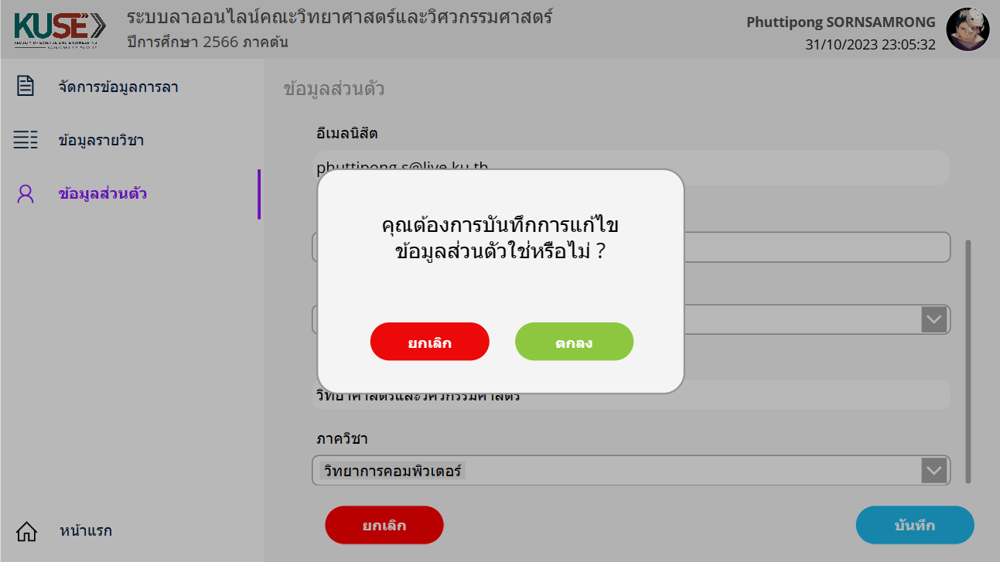 KUSE
FACULTY OF SCIENCE AND ENGINEERING
ระบบลาออนไลน์คณะวิทยาศาสตร์และวิศวกรรมศาสตร์
ปีการศึกษา 2566 ภาคต้น
Phuttipong SORNSAMRONG
31/10/2023 23:05:32
จัดการข้อมูลการลา
ข้อมูลรายวิชา
ข้อมูลส่วนตัว
หน้าแรก
ข้อมูลส่วนตัว
อีเมลนิสิต
phuttipong.s@live.ku.th
คุณต้องการบันทึกการแก้ไข
ข้อมูลส่วนตัวใช่หรือไม่ ?
ยกเลิก
ตกลง
วิทยาศาสตร์และวิศวกรรมศาสตร์
ภาควิชา
วิทยาการคอมพิวเตอร์
ยกเลิก
บันทึก